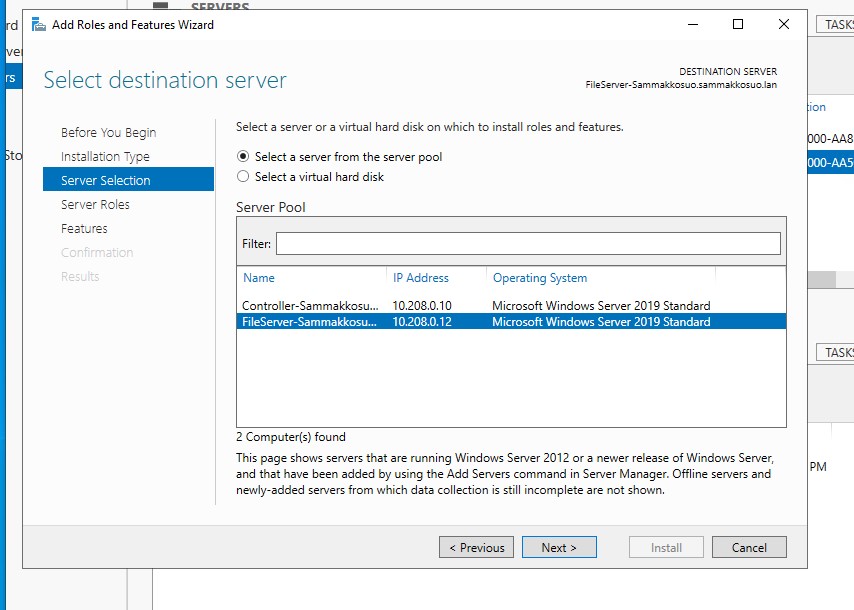 SERVERS
Add Roles and Features Wizard
TASKS
Select destination server
DESTINATION SERVER
FileServer-Sammakkosuo.sammakkosuo.lan
Before You Begin
Installation Type
Server Selection
Server Roles
Features
Confirmation
Results
Select a server or a virtual hard disk on which to install roles and features.
Select a server from the server pool
Select a virtual hard disk
Server Pool
Filter:
Name IP Address Operating System
Controller-Sammakkosu... 10.208.0.10 Microsoft Windows Server 2019 Standard
FileServer-Sammakkosu... 10.208.0.12 Microsoft Windows Server 2019 Standard
2 Computer(s) found
This page shows servers that are running Windows Server 2012 or a newer release of Windows Server,
and that have been added by using the Add Servers command in Server Manager. Offline servers and
newly-added servers from which data collection is still incomplete are not shown.
< Previous Next > Install Cancel
000-AA8
000-AA5
TASKS
PM